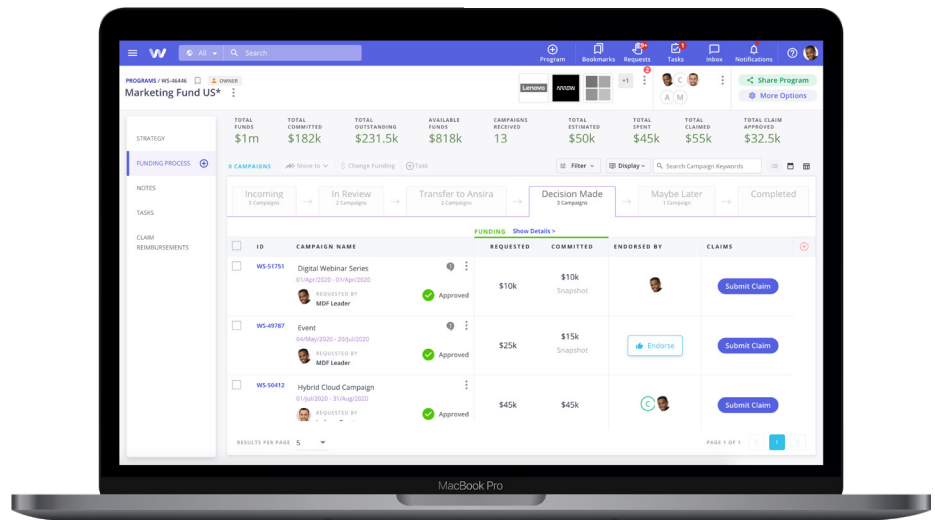 W All Search Program Bookmarks Requests 9+ Tasks 1 Inbox Notifications
PROGRAMS / WS-46446 OWNER
Marketing Fund US*
Lenovo ARROW +1 2 C A M
Share Program
More Options
STRATEGY
FUNDING PROCESS
NOTES
TASKS
CLAIM
REIMBURSEMENTS
TOTAL FUNDS $1m
TOTAL COMMITTED $182k
TOTAL OUTSTANDING $231.5k
AVAILABLE FUNDS $818k
CAMPAIGNS RECEIVED 13
TOTAL ESTIMATED $50k
TOTAL SPENT $45k
TOTAL CLAIMED $55k
TOTAL CLAIM APPROVED $32.5k
0 CAMPAIGNS Move to Change Funding Task Filter Display Search Campaign Keywords
Incoming
5 Campaigns
In Review
2 Campaigns
Transfer to Ansira
2 Campaigns
Decision Made
3 Campaigns
Maybe Later
1 Campaign
Completed
FUNDING Show Details >
ID CAMPAIGN NAME REQUESTED COMMITTED ENDORSED BY CLAIMS
WS-51751 Digital Webinar Series 1
01/Apr/2020 - 01/Apr/2020
REQUESTED BY
MDF Leader
Approved
$10k
$10k
Snapshot
Submit Claim
WS-49787 Event 1
04/May/2020 - 20/Jul/2020
REQUESTED BY
MDF Leader
Approved
$25k
$15k
Snapshot
Endorse
Submit Claim
WS-50412 Hybrid Cloud Campaign
01/Jul/2020 - 31/Aug/2020
REQUESTED BY
Approved
$45k
$45k
C
Submit Claim
RESULTS PER PAGE 5
PAGE 1 OF 1 1
MacBook Pro